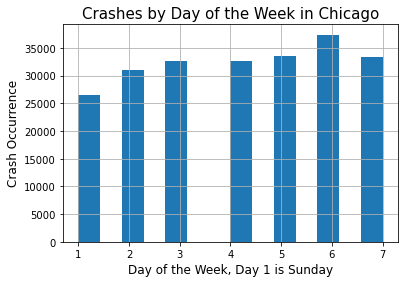 Crashes by Day of the Week in Chicago
Crash Occurrence
35000
30000
25000
20000
15000
10000
5000
0
1 2 3 4 5 6 7
Day of the Week, Day 1 is Sunday